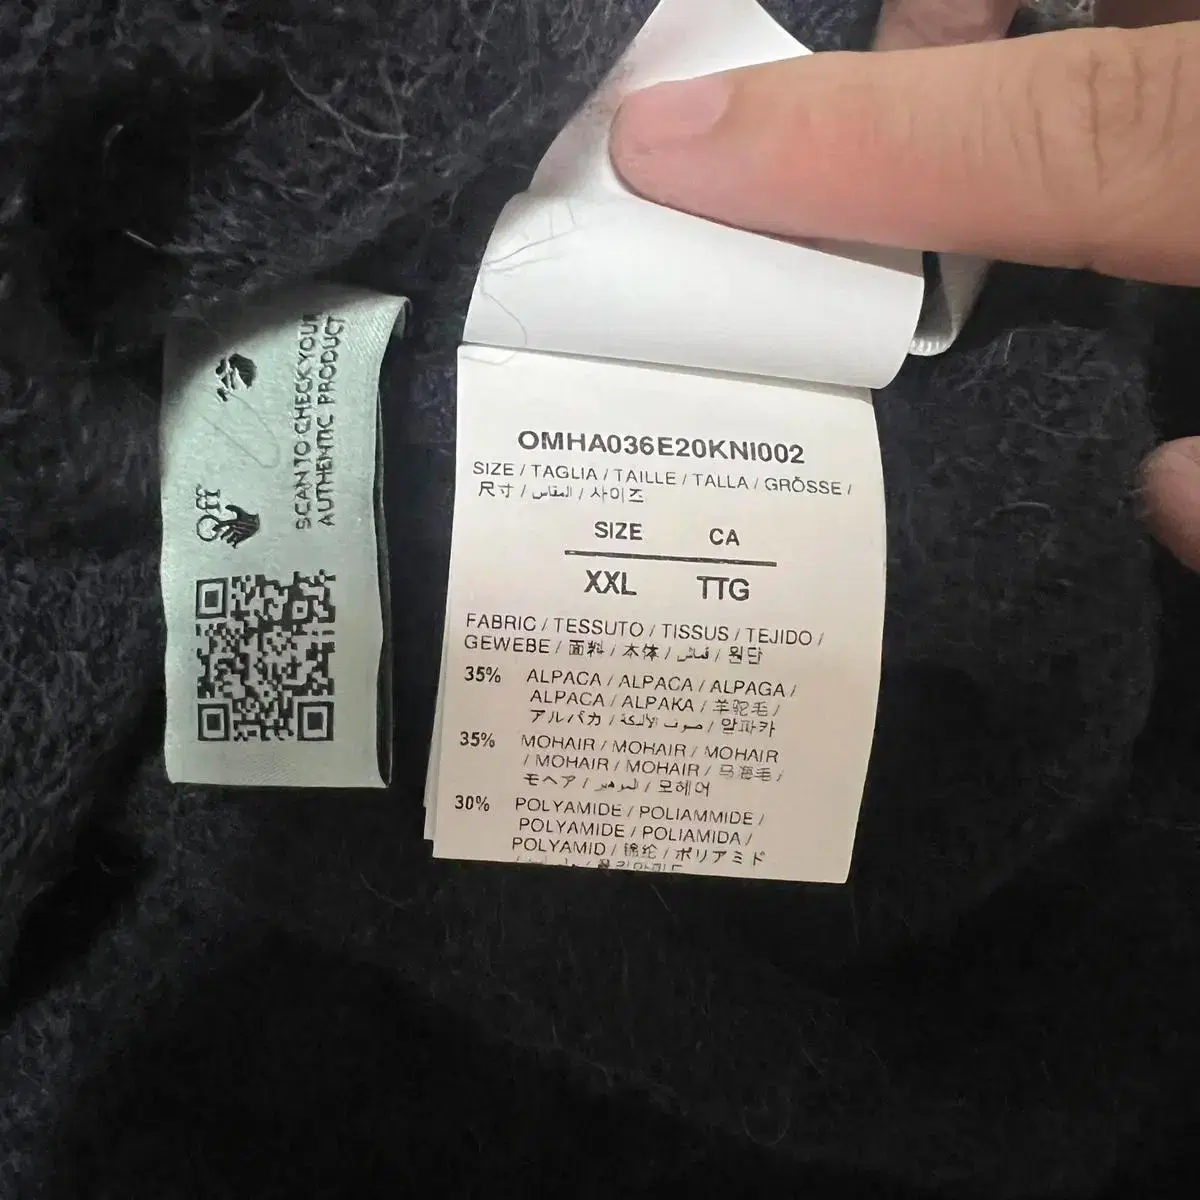 SCAN TO CHECK YOUR
AUTHENTIC PRODUCT
Off
OMHA036E20KNI002
SIZE / TAGLIA / TAILLE / TALLA / GRÖSSE /
尺寸 / المقاس / 사이즈
SIZE CA
XXL TTG
FABRIC / TESSUTO / TISSUS / TEJIDO /
GEWEBE / 面料 / 本体 / قماش / 원단
35% ALPACA / ALPACA / ALPAGA /
ALPACA / ALPAKA / 羊驼毛 /
アルパカ / صوف الألبكة / 알파카
35% MOHAIR / MOHAIR / MOHAIR
/ MOHAIR / MOHAIR / 马海毛 /
モヘア / الموهير / 모헤어
30% POLYAMIDE / POLIAMMIDE /
POLYAMIDE / POLIAMIDA /
POLYAMID / 锦纶 / ポリアミド